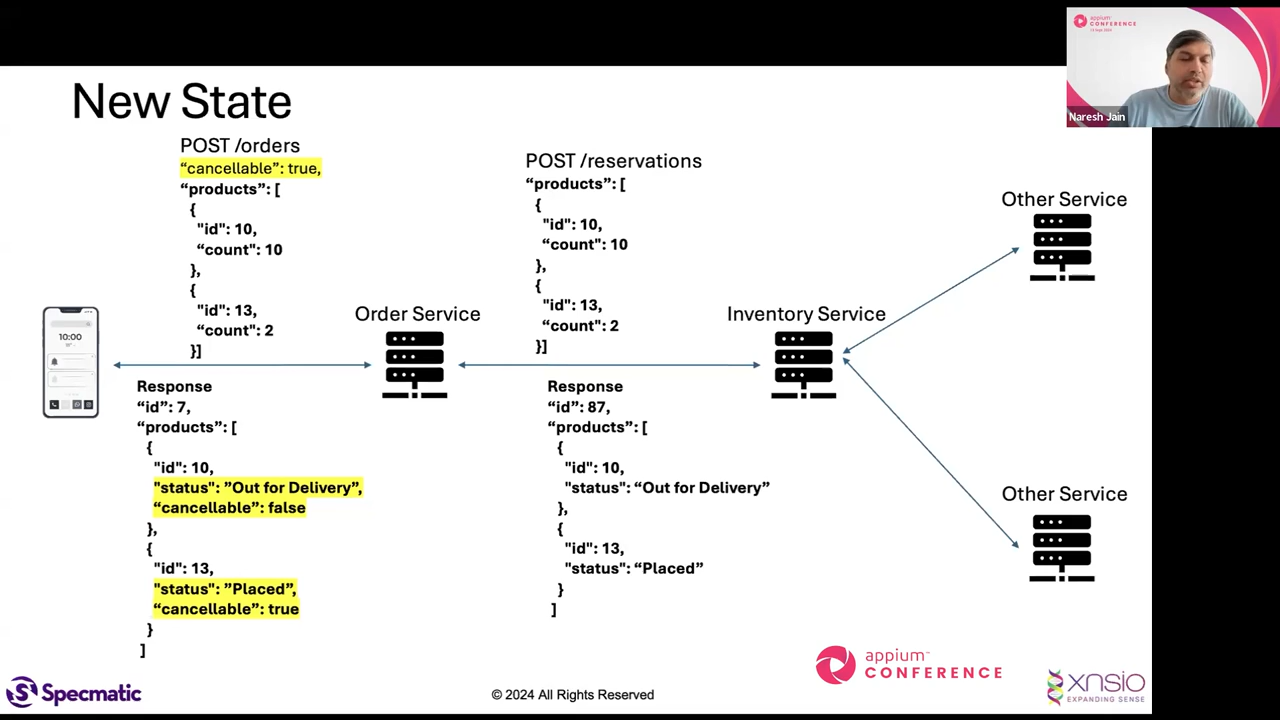 appium
CONFERENCE
Naresh Jain
New State
POST /orders
“cancellable”: true,
“products”: [
{
"id": 10,
“count": 10
},
{
"id": 13,
“count": 2
}]
POST /reservations
“products”: [
{
"id": 10,
“count": 10
},
{
"id": 13,
“count": 2
}]
Other Service
Order Service
Inventory Service
10:00
Response
“id”: 7,
“products”: [
{
"id": 10,
"status": ”Out for Delivery”,
“cancellable”: false
},
{
"id": 13,
"status": ”Placed”,
“cancellable”: true
}
]
Response
“id”: 87,
“products”: [
{
"id": 10,
"status": “Out for Delivery”
},
{
"id": 13,
"status": “Placed”
}
]
Other Service
Specmatic
© 2024 All Rights Reserved
appium™
CONFERENCE
xnsio
EXPANDING SENSE